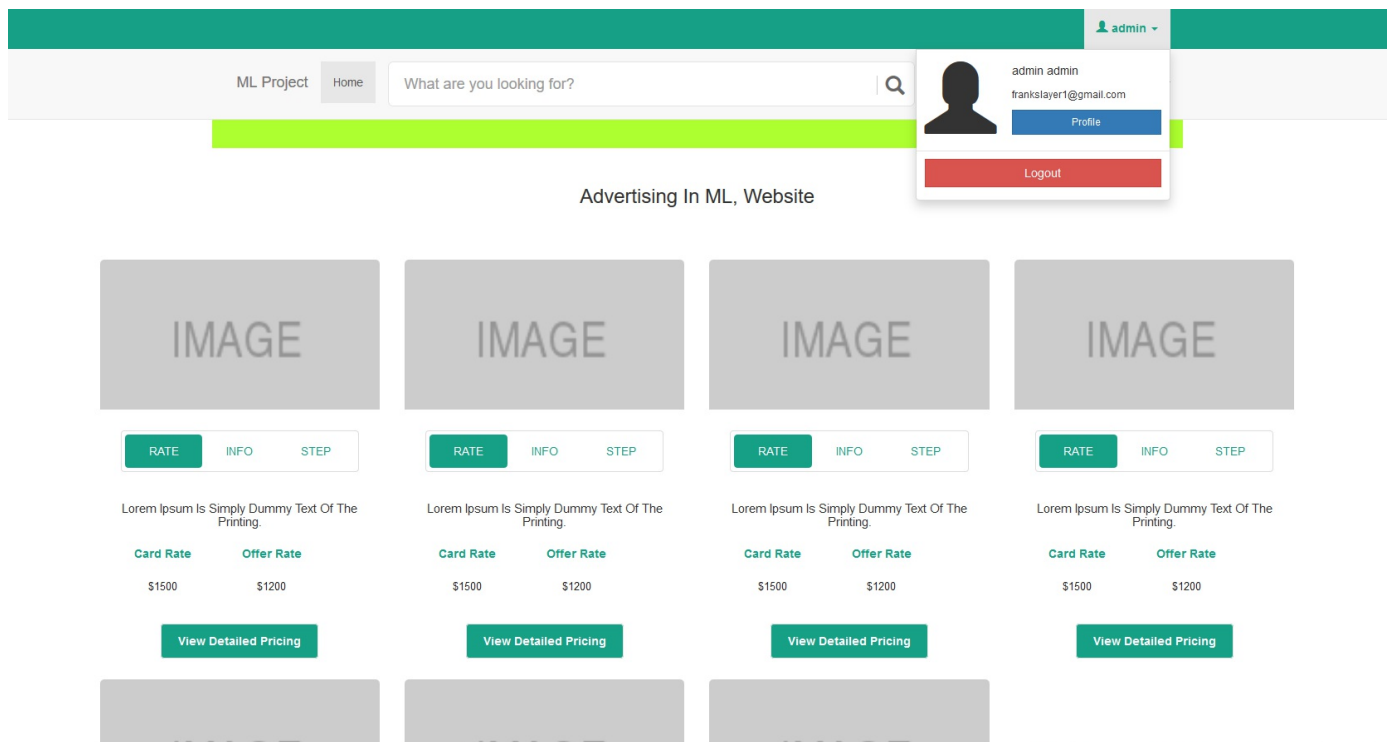 admin
ML Project
Home
What are you looking for?
admin admin
frankslayer1@gmail.com
Profile
Logout
Advertising In ML, Website
IMAGE IMAGE IMAGE IMAGE
RATE INFO STEP RATE INFO STEP RATE INFO STEP RATE INFO STEP
Lorem Ipsum Is Simply Dummy Text Of The Lorem Ipsum Is Simply Dummy Text Of The Lorem Ipsum Is Simply Dummy Text Of The Lorem Ipsum Is Simply Dummy Text Of The
Printing. Printing. Printing. Printing.
Card Rate Offer Rate Card Rate Offer Rate Card Rate Offer Rate Card Rate Offer Rate
$1500 $1200 $1500 $1200 $1500 $1200 $1500 $1200
View Detailed Pricing View Detailed Pricing View Detailed Pricing View Detailed Pricing